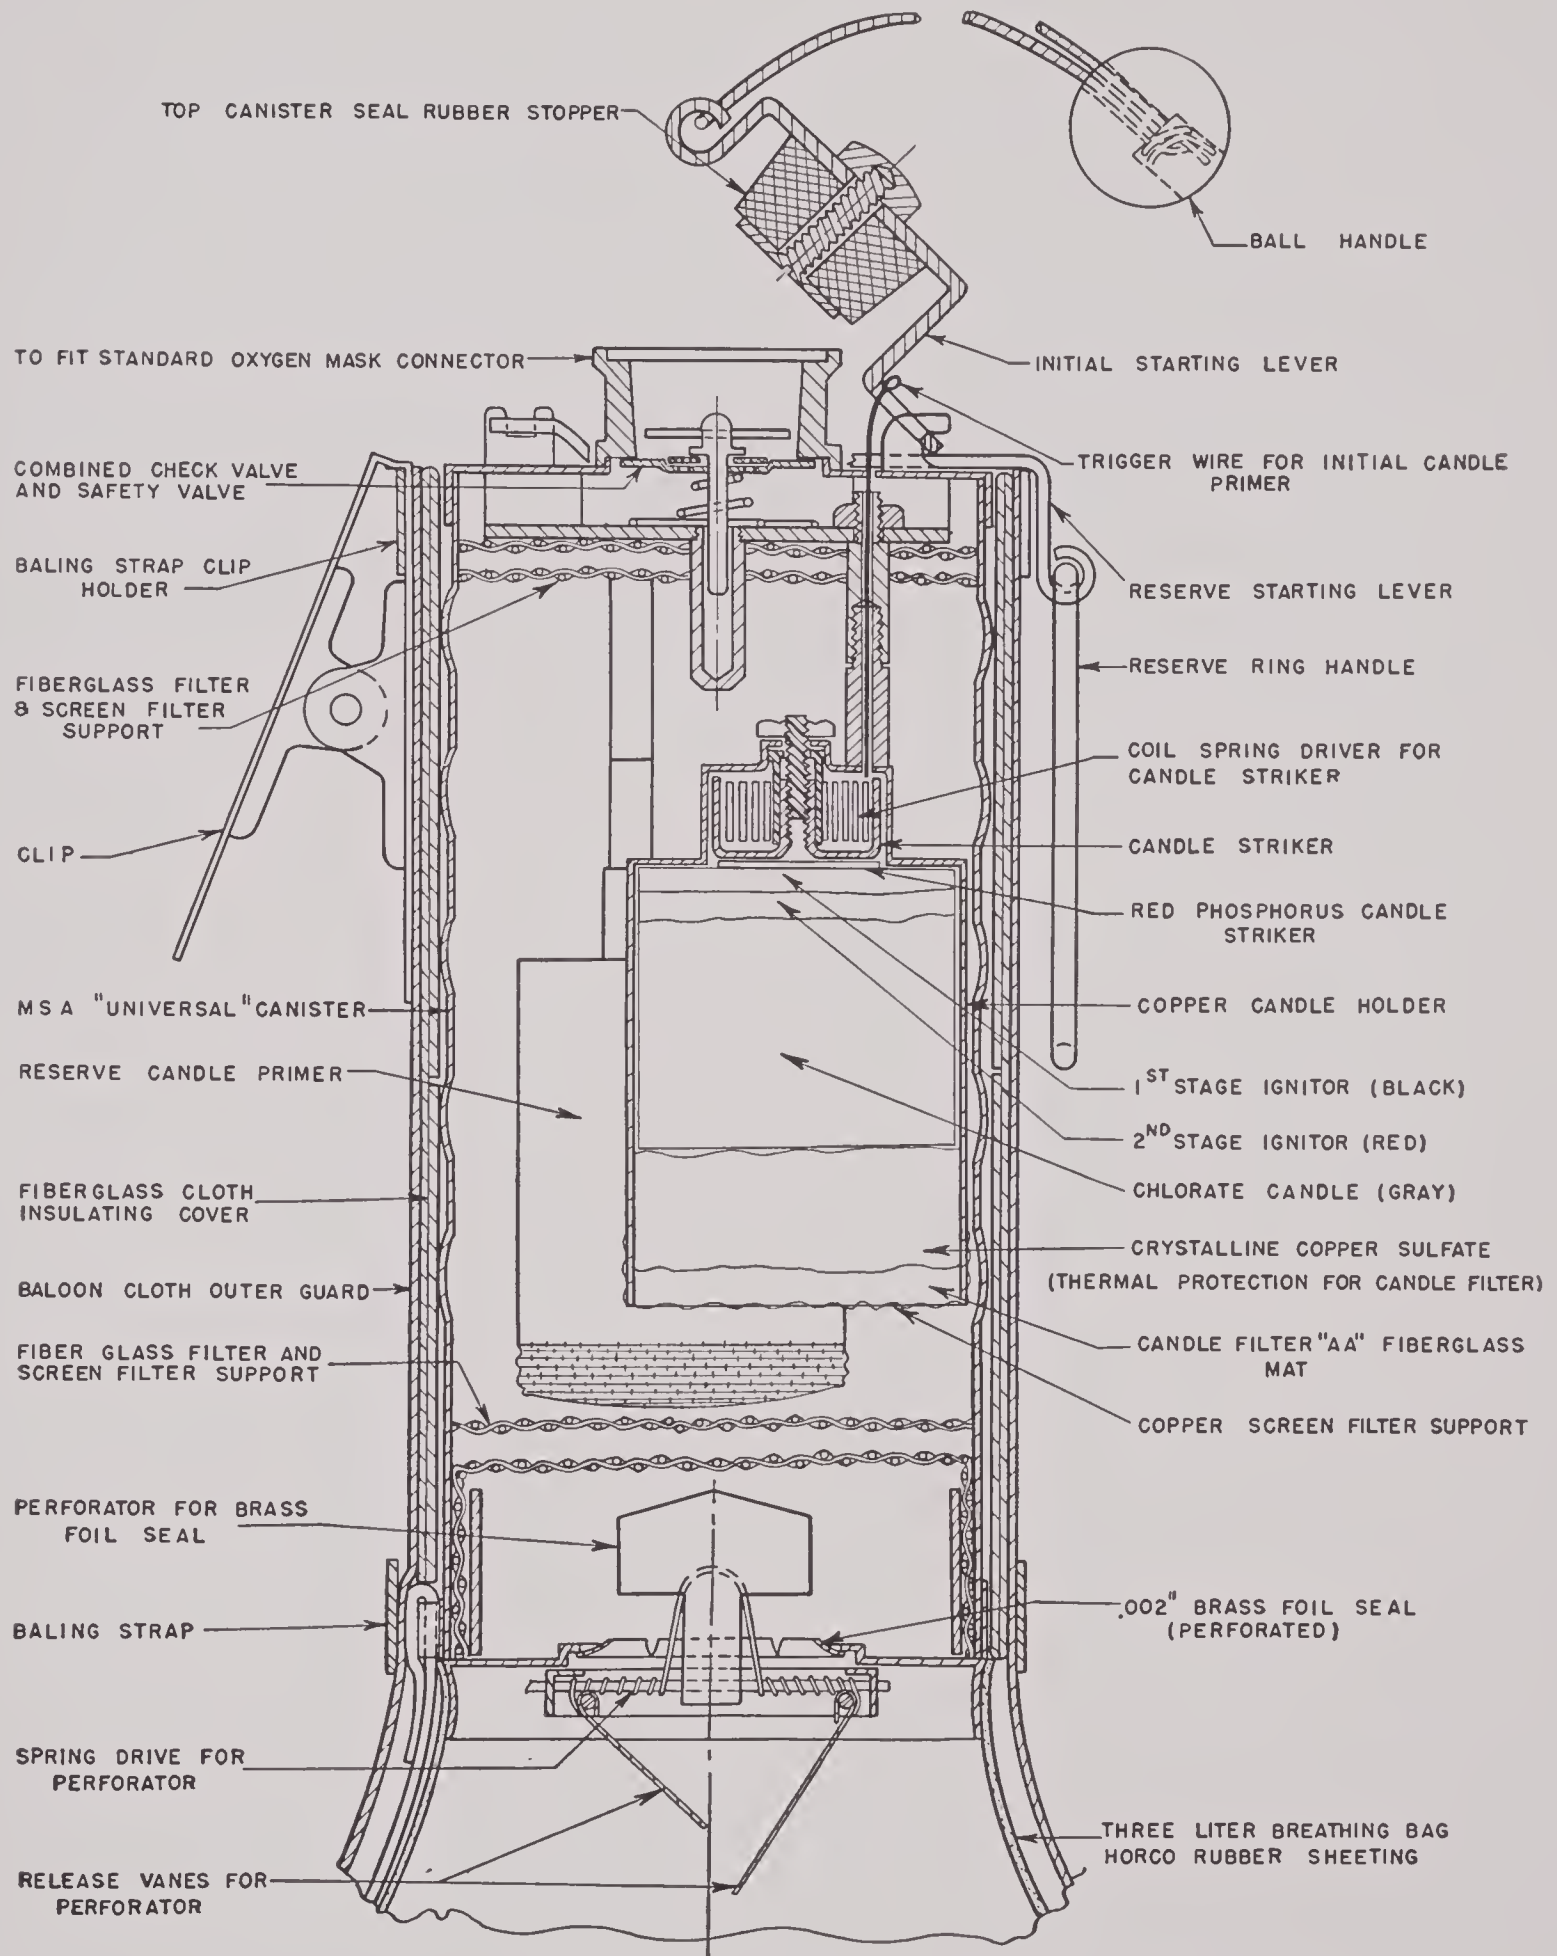 TOP CANISTER SEAL RUBBER STOPPER
BALL HANDLE
TO FIT STANDARD OXYGEN MASK CONNECTOR
INITIAL STARTING LEVER
COMBINED CHECK VALVE
AND SAFETY VALVE
TRIGGER WIRE FOR INITIAL CANDLE
PRIMER
BALING STRAP CLIP
HOLDER
RESERVE STARTING LEVER
FIBERGLASS FILTER
& SCREEN FILTER
SUPPORT
RESERVE RING HANDLE
COIL SPRING DRIVER FOR
CANDLE STRIKER
CLIP
CANDLE STRIKER
RED PHOSPHORUS CANDLE
STRIKER
MSA "UNIVERSAL" CANISTER
COPPER CANDLE HOLDER
RESERVE CANDLE PRIMER
1ST STAGE IGNITOR (BLACK)
2ND STAGE IGNITOR (RED)
FIBERGLASS CLOTH
INSULATING COVER
CHLORATE CANDLE (GRAY)
CRYSTALLINE COPPER SULFATE
(THERMAL PROTECTION FOR CANDLE FILTER)
BALOON CLOTH OUTER GUARD
FIBER GLASS FILTER AND
SCREEN FILTER SUPPORT
CANDLE FILTER "AA" FIBERGLASS
MAT
COPPER SCREEN FILTER SUPPORT
PERFORATOR FOR BRASS
FOIL SEAL
.002" BRASS FOIL SEAL
(PERFORATED)
BALING STRAP
SPRING DRIVE FOR
PERFORATOR
THREE LITER BREATHING BAG
HORCO RUBBER SHEETING
RELEASE VANES FOR
PERFORATOR